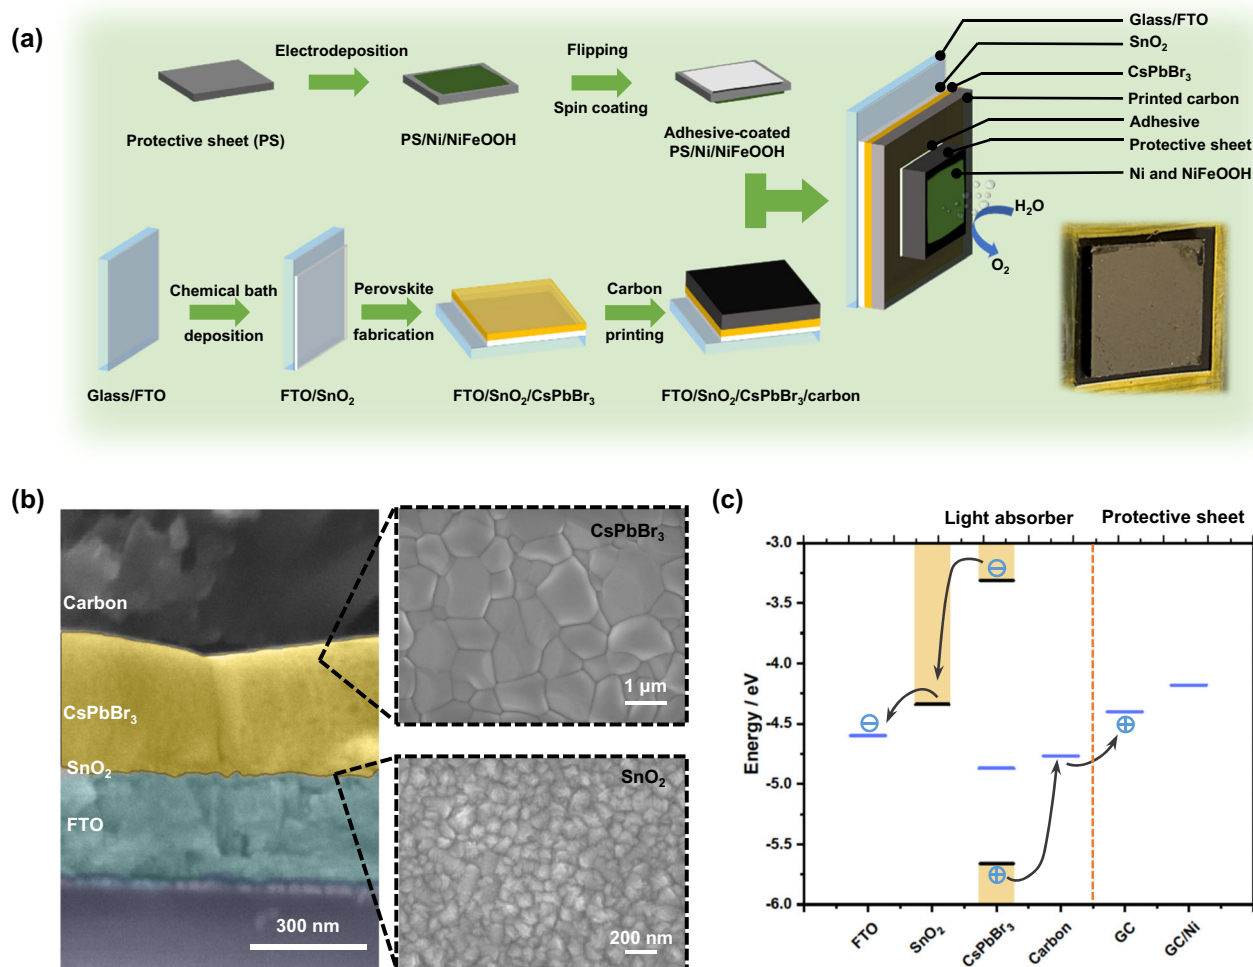 (a)
Electrodeposition
Flipping
Spin coating
Protective sheet (PS)
PS/Ni/NiFeOOH
Adhesive-coated
PS/Ni/NiFeOOH
Glass/FTO
SnO₂
CsPbBr₃
Printed carbon
Adhesive
Protective sheet
Ni and NiFeOOH
H₂O
O₂
Chemical bath
deposition
Perovskite
fabrication
Carbon
printing
Glass/FTO
FTO/SnO₂
FTO/SnO₂/CsPbBr₃
FTO/SnO₂/CsPbBr₃/carbon
(b)
Carbon
CsPbBr₃
SnO₂
FTO
300 nm
CsPbBr₃
1 μm
SnO₂
200 nm
(c)
Light absorber
Protective sheet
Energy / eV
-3.0
-3.5
-4.0
-4.5
-5.0
-5.5
-6.0
FTO
SnO₂
CsPbBr₃
Carbon
GC
GC/Ni